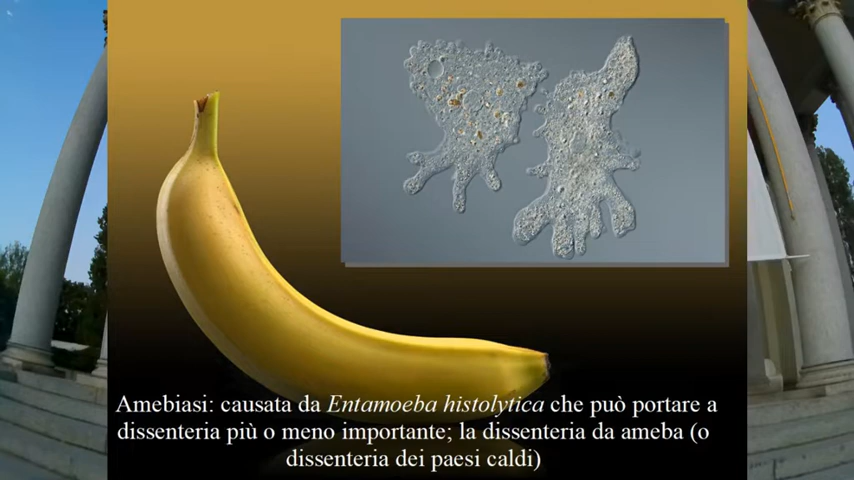 Amebiasi: causata da Entamoeba histolytica che può portare a
dissenteria più o meno importante; la dissenteria da ameba (o
dissenteria dei paesi caldi)